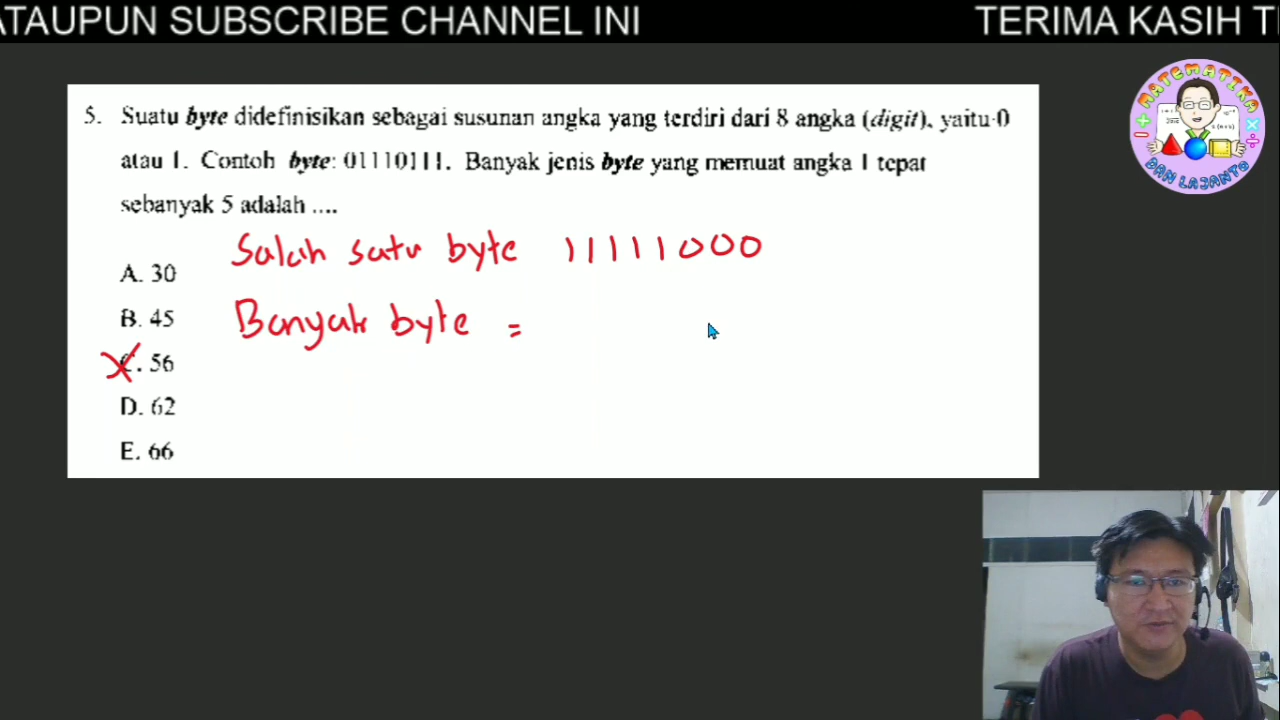 ATAUPUN SUBSCRIBE CHANNEL INI TERIMA KASIH T
MATEMATIKA
DAN LAJANTO
5. Suatu byte didefinisikan sebagai susunan angka yang terdiri dari 8 angka (digit), yaitu 0
atau 1. Contoh byte: 01110111. Banyak jenis byte yang memuat angka 1 tepat
sebanyak 5 adalah ....
Salah satu byte 11111000
A. 30
Banyak byte =
B. 45
C. 56
D. 62
E. 66